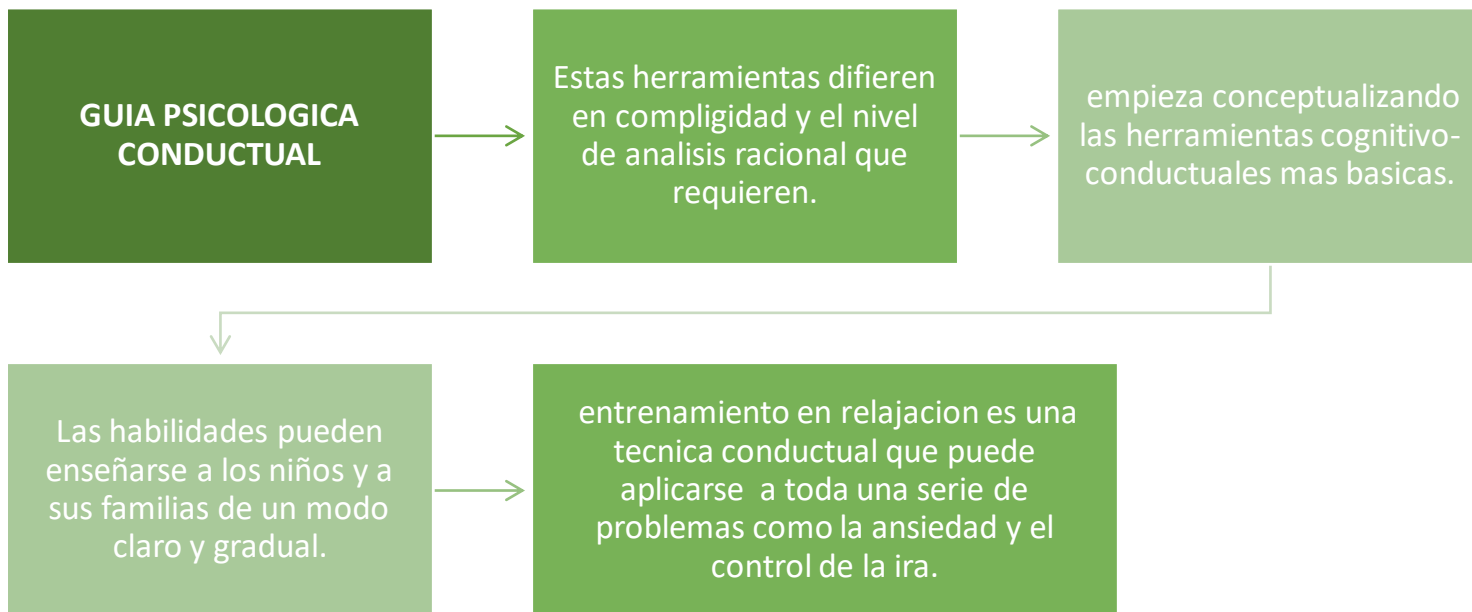 GUIA PSICOLOGICA
CONDUCTUAL
Estas herramientas difieren
en compligidad y el nivel
de analisis racional que
requieren.
empieza conceptualizando
las herramientas cognitivo-
conductuales mas basicas.
Las habilidades pueden
enseñarse a los niños y a
sus familias de un modo
claro y gradual.
entrenamiento en relajacion es una
tecnica conductual que puede
aplicarse a toda una serie de
problemas como la ansiedad y el
control de la ira.